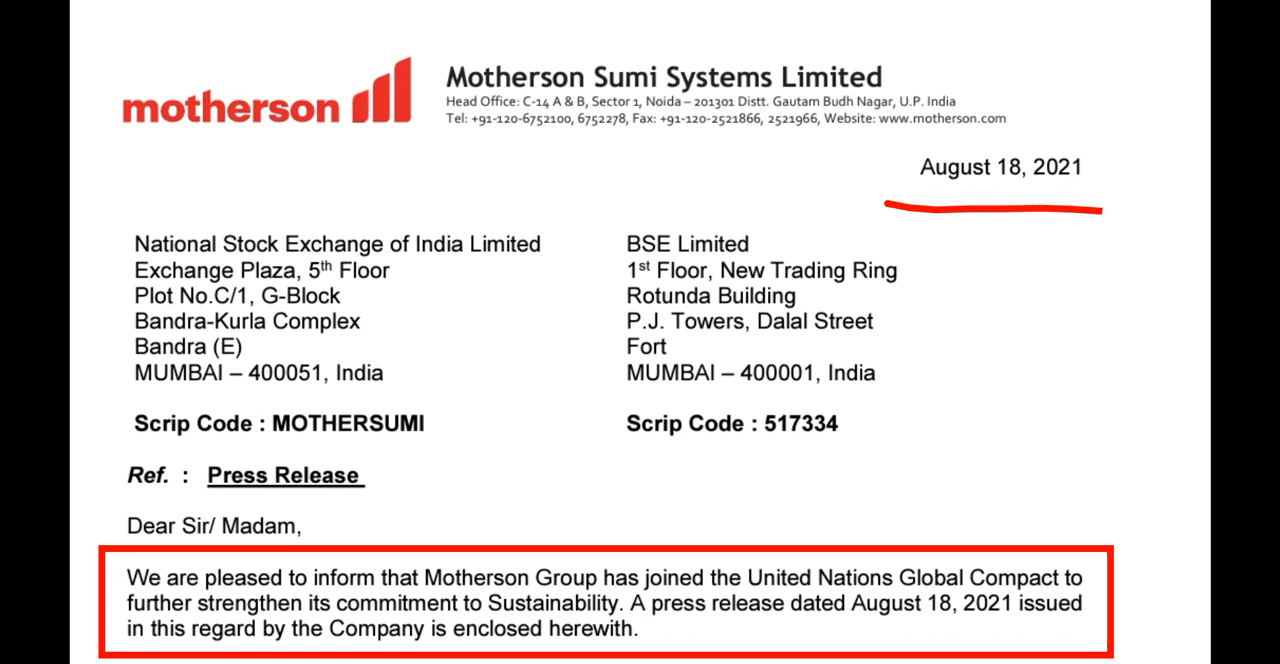 motherson
Motherson Sumi Systems Limited
Head Office: C-14 A & B, Sector 1, Noida – 201301 Distt. Gautam Budh Nagar, U.P. India
Tel: +91-120-6752100, 6752278, Fax: +91-120-2521866, 2521966, Website: www.motherson.com
August 18, 2021
National Stock Exchange of India Limited
Exchange Plaza, 5th Floor
Plot No.C/1, G-Block
Bandra-Kurla Complex
Bandra (E)
MUMBAI – 400051, India
Scrip Code : MOTHERSUMI
BSE Limited
1st Floor, New Trading Ring
Rotunda Building
P.J. Towers, Dalal Street
Fort
MUMBAI – 400001, India
Scrip Code : 517334
Ref. : Press Release
Dear Sir/ Madam,
We are pleased to inform that Motherson Group has joined the United Nations Global Compact to
further strengthen its commitment to Sustainability. A press release dated August 18, 2021 issued
in this regard by the Company is enclosed herewith.